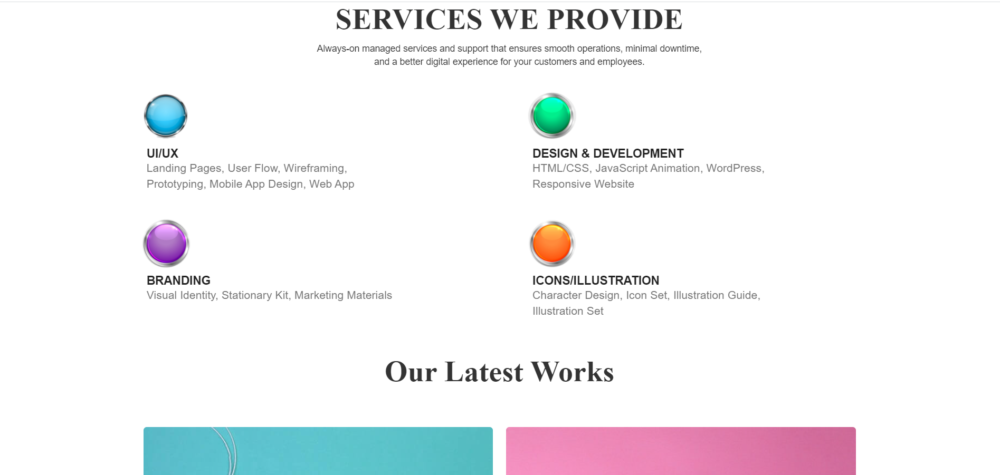 SERVICES WE PROVIDE
Always-on managed services and support that ensures smooth operations, minimal downtime,
and a better digital experience for your customers and employees.
UI/UX
Landing Pages, User Flow, Wireframing,
Prototyping, Mobile App Design, Web App
DESIGN & DEVELOPMENT
HTML/CSS, JavaScript Animation, WordPress,
Responsive Website
BRANDING
Visual Identity, Stationary Kit, Marketing Materials
ICONS/ILLUSTRATION
Character Design, Icon Set, Illustration Guide,
Illustration Set
Our Latest Works